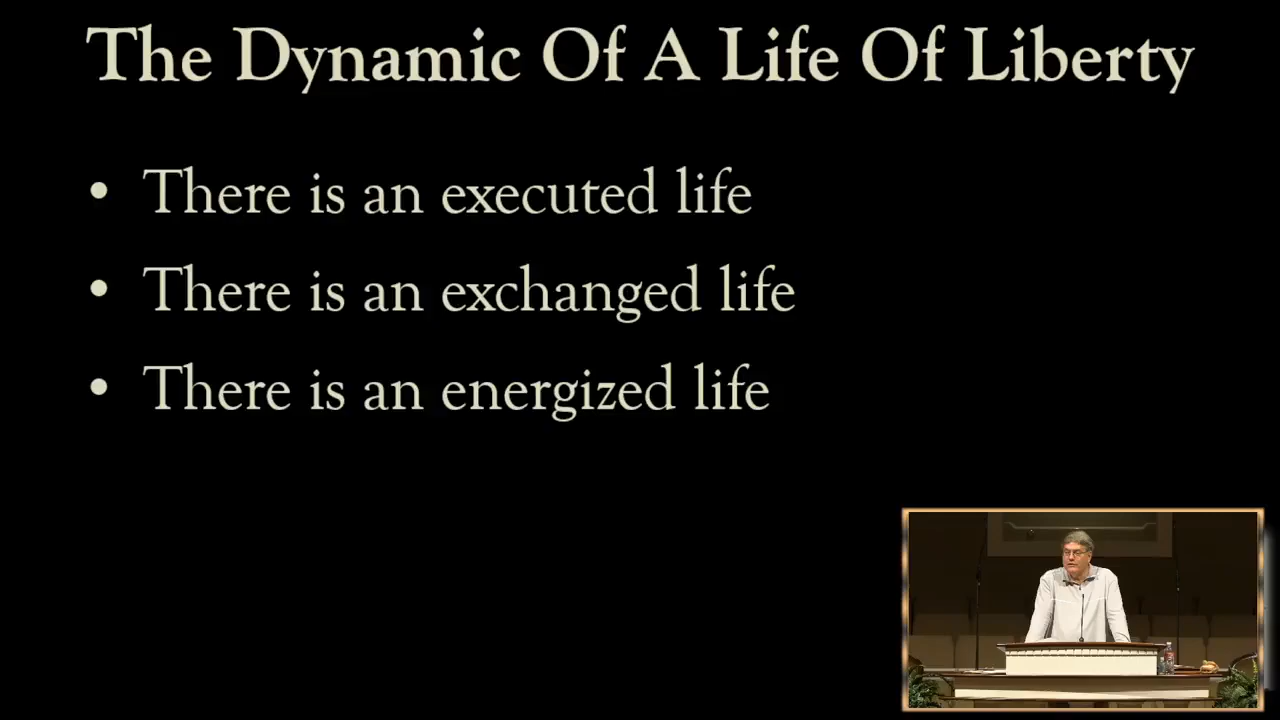 The Dynamic Of A Life Of Liberty
• There is an executed life
• There is an exchanged life
• There is an energized life